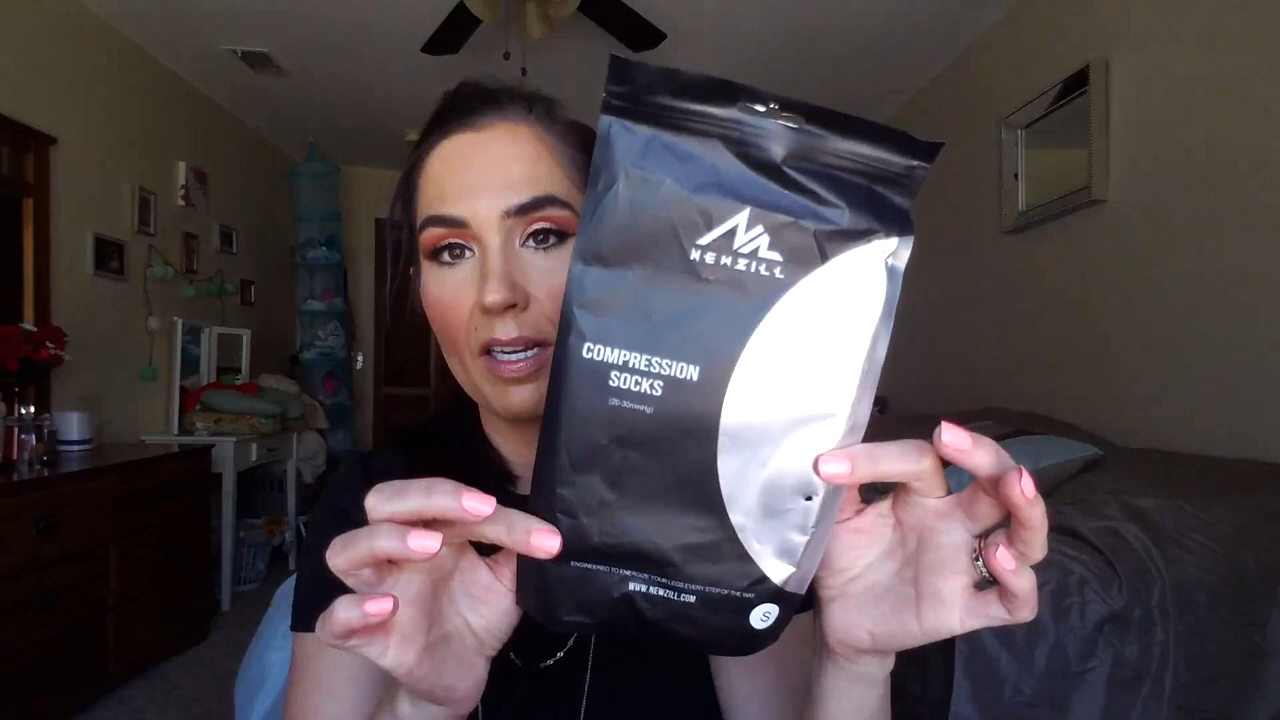 NEWZILL
COMPRESSION
SOCKS
(20-30mmHg)
ENGINEERED TO ENERGIZE YOUR LEGS EVERY STEP OF THE WAY
WWW.NEWZILL.COM
S